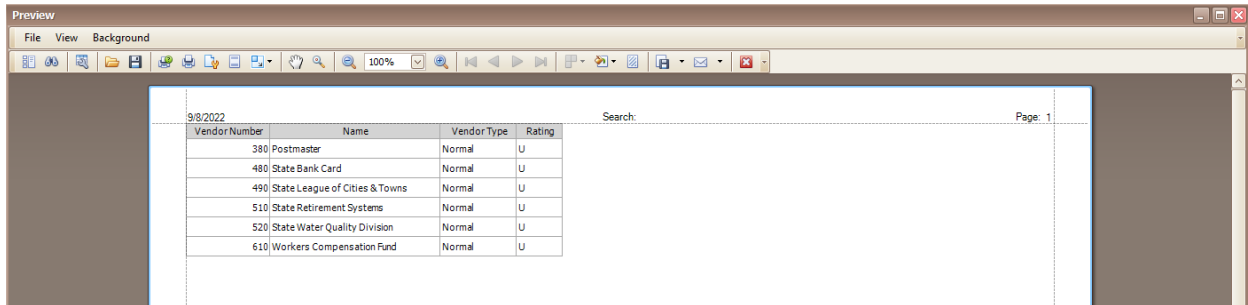 Preview
File View Background
100%
9/8/2022 Search: Page: 1
Vendor Number Name Vendor Type Rating
380 Postmaster Normal U
480 State Bank Card Normal U
490 State League of Cities & Towns Normal U
510 State Retirement Systems Normal U
520 State Water Quality Division Normal U
610 Workers Compensation Fund Normal U